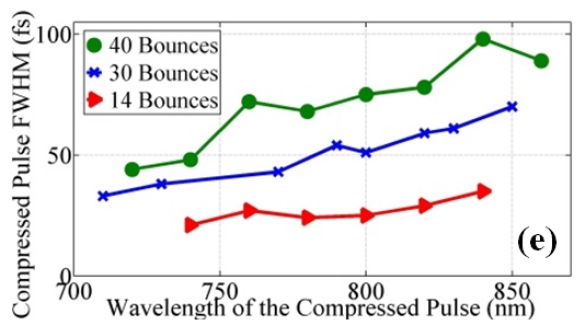 Compressed Pulse FWHM (fs)
100
50
0
40 Bounces
30 Bounces
14 Bounces
(e)
700
750
800
850
Wavelength of the Compressed Pulse (nm)